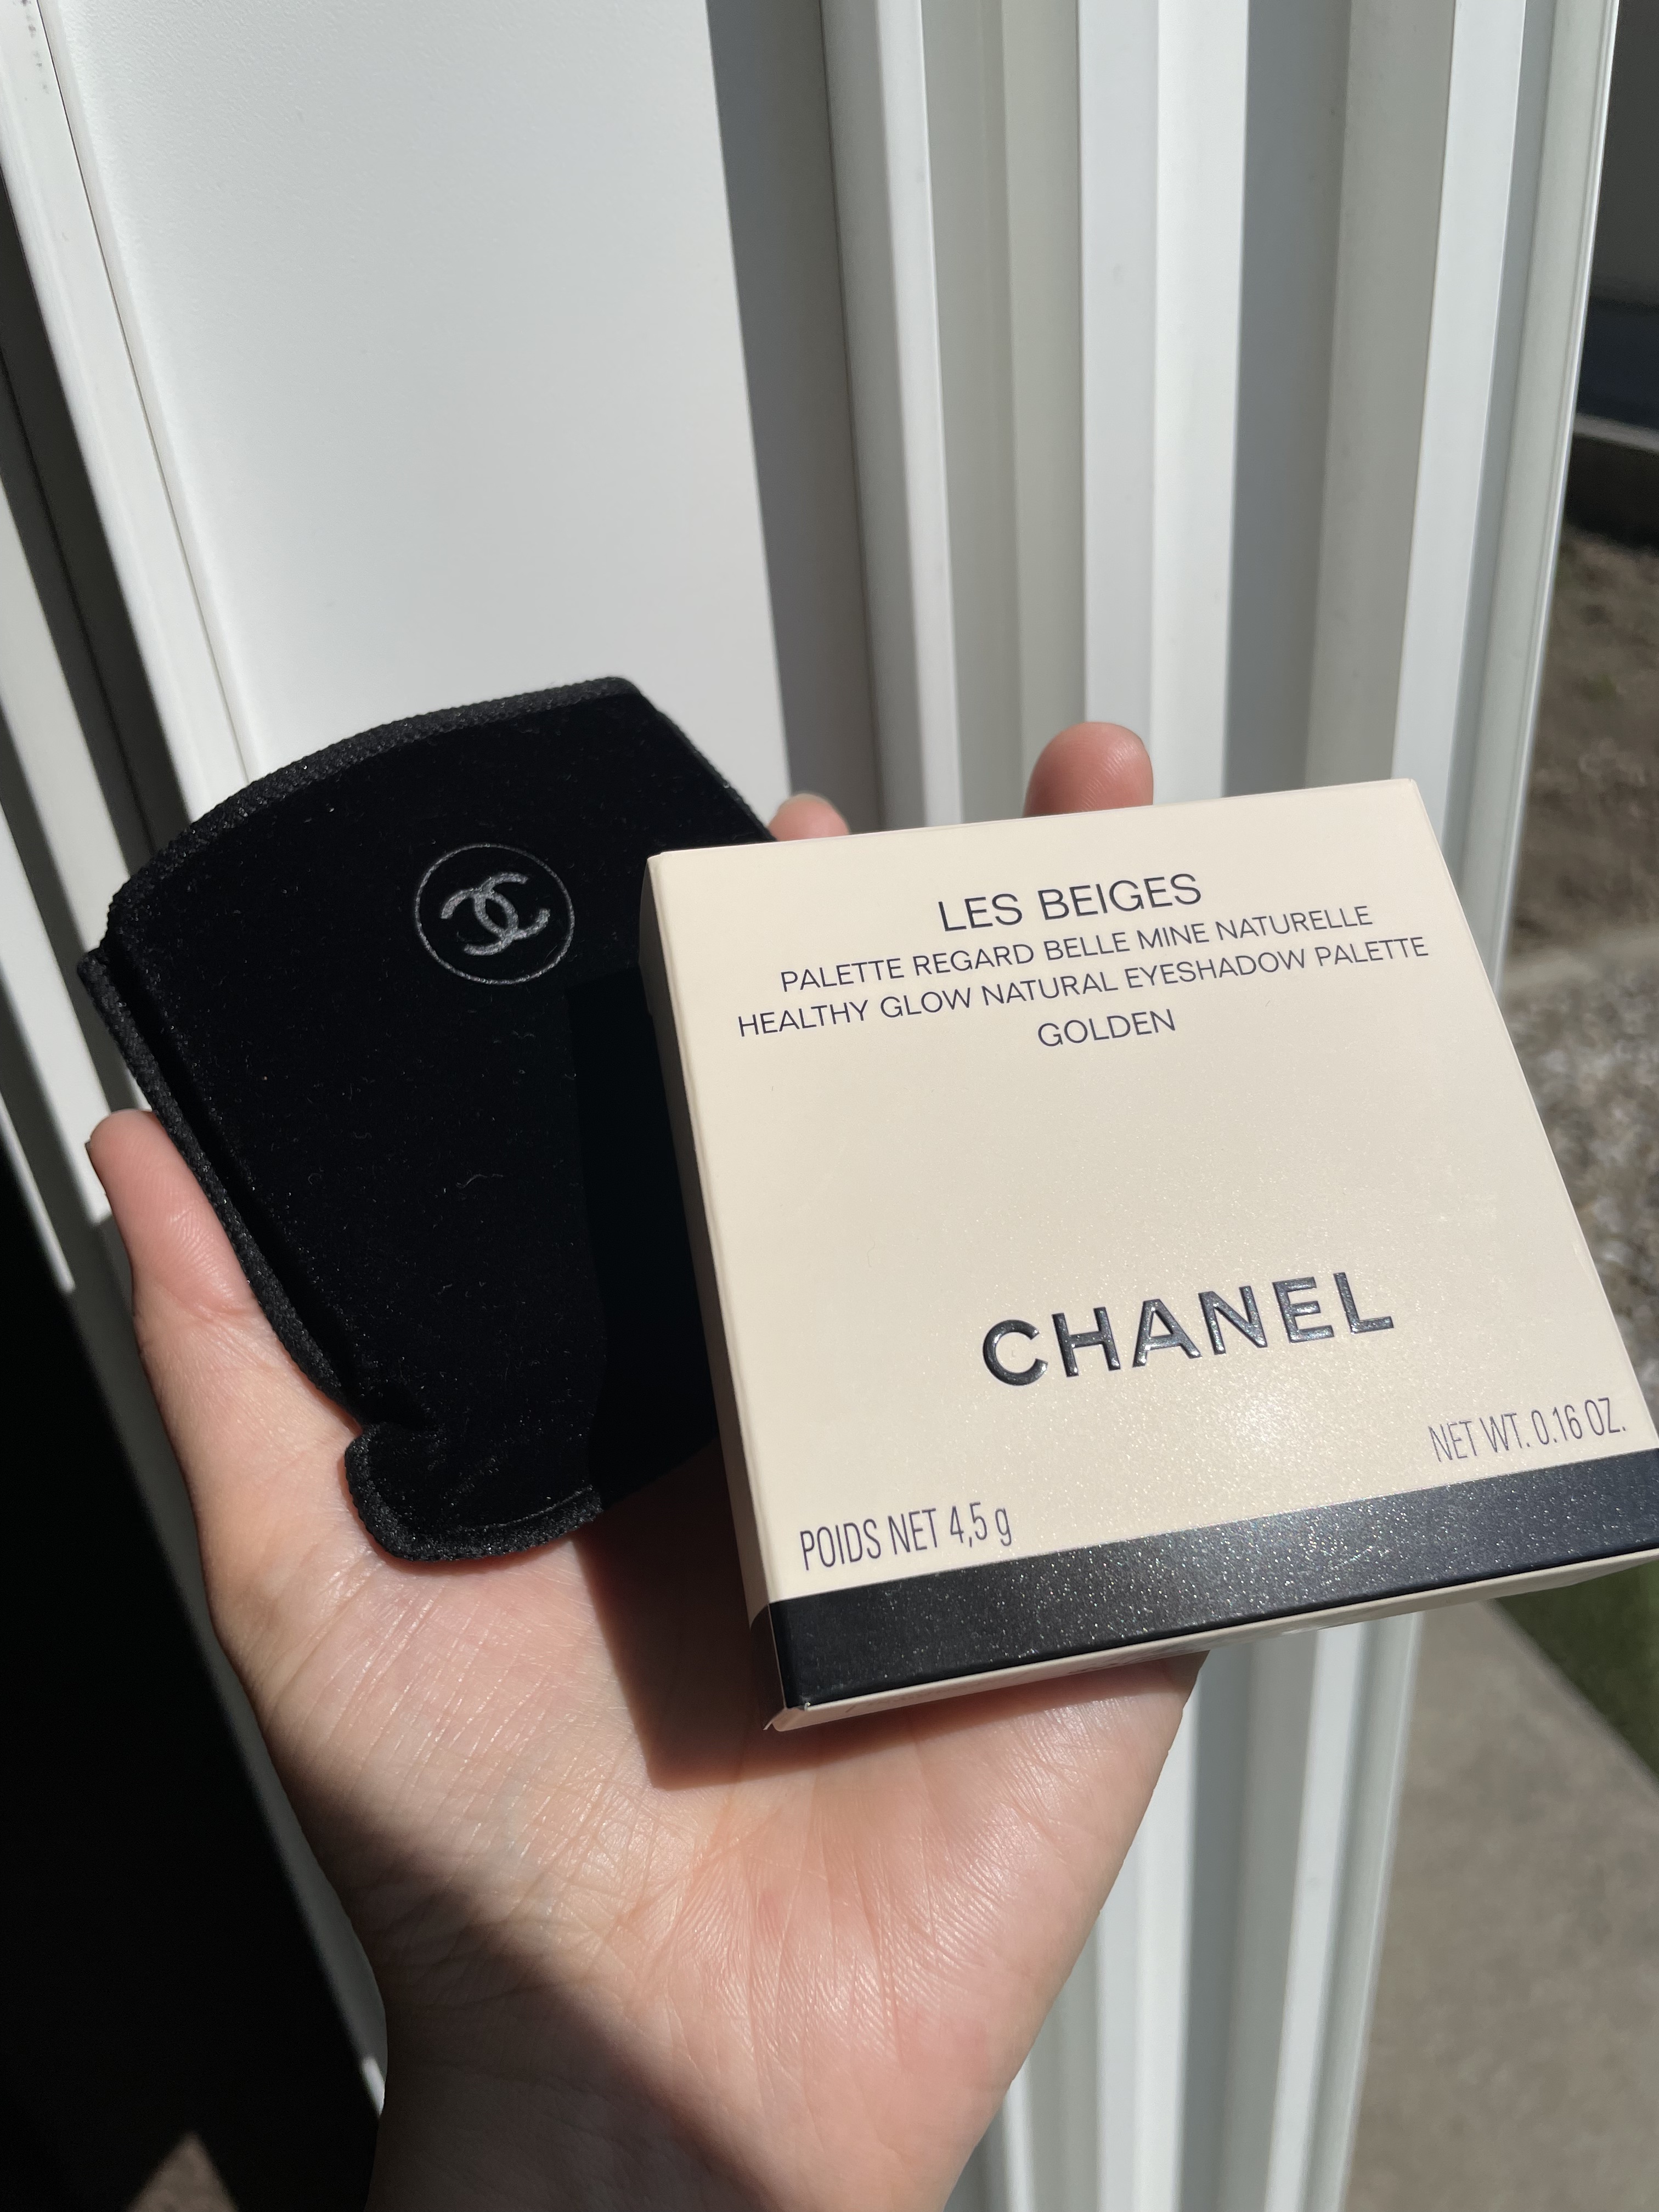 LES BEIGES
PALETTE REGARD BELLE MINE NATURELLE
HEALTHY GLOW NATURAL EYESHADOW PALETTE
GOLDEN
CHANEL
POIDS NET 4,5 g
NET WT. 0.16 OZ.